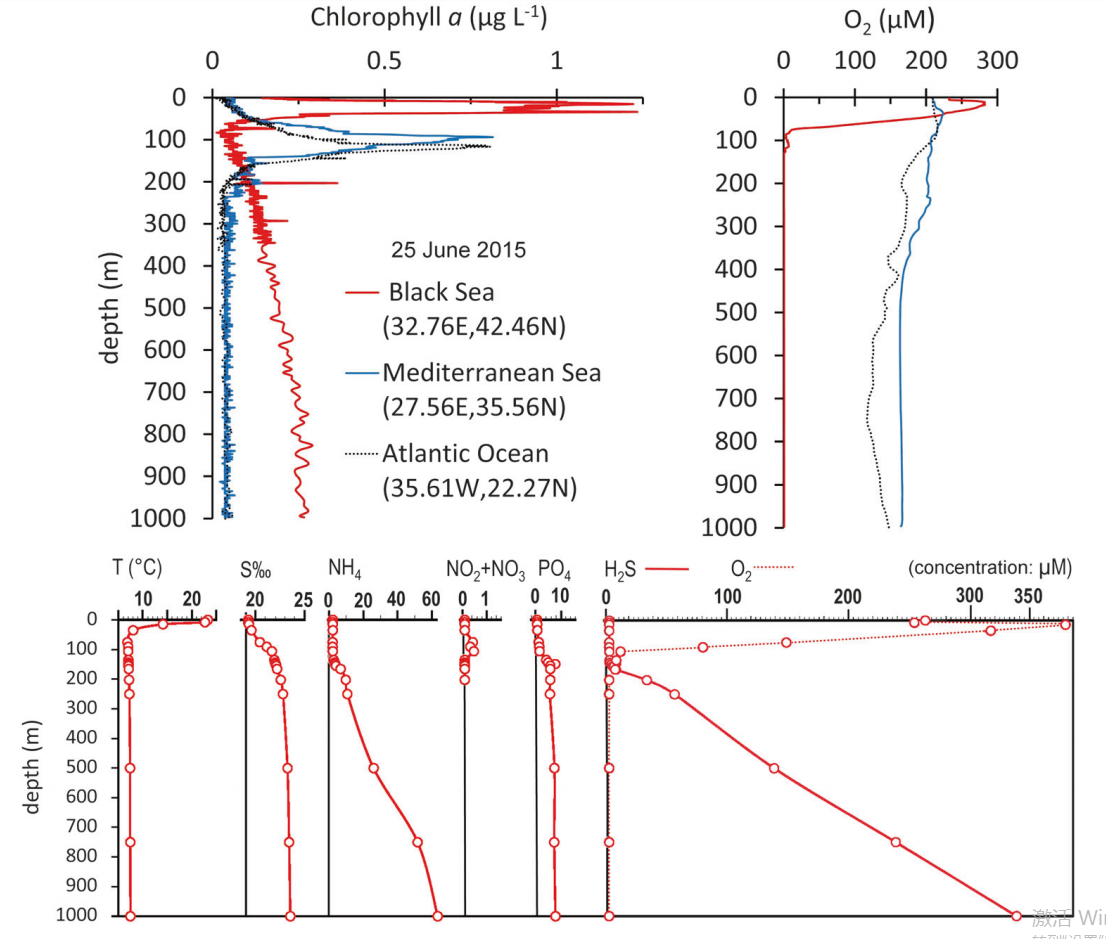 Chlorophyll a (µg L-1)
0 0.5 1
0
100
200
300
400
500
600
700
800
900
1000
depth (m)
25 June 2015
Black Sea
(32.76E,42.46N)
Mediterranean Sea
(27.56E,35.56N)
Atlantic Ocean
(35.61W,22.27N)
O2 (µM)
0 100 200 300
0
100
200
300
400
500
600
700
800
900
1000
T (°C) S‰ NH4 NO2+NO3 PO4 H2S O2 (concentration: µM)
10 20 20 25 0 20 40 60 0 1 0 10 0 100 200 300 350
0
100
200
300
400
500
600
700
800
900
1000
depth (m)
激活 Win